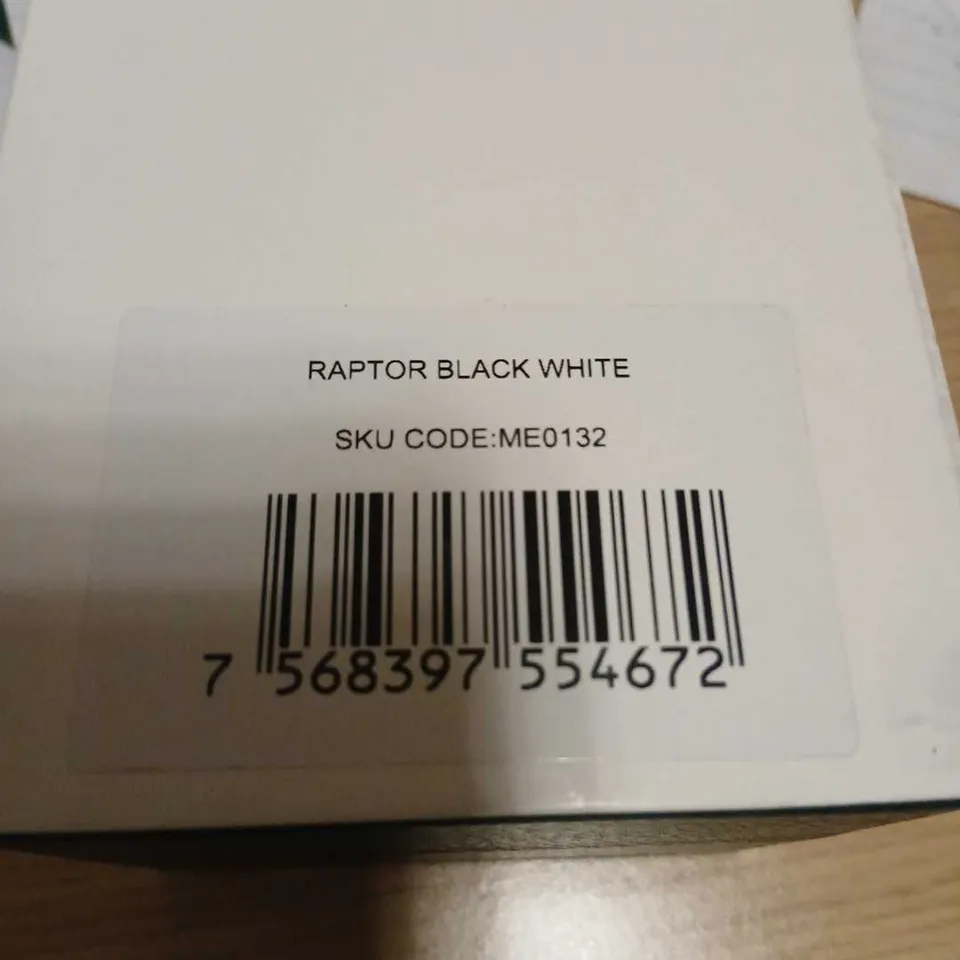 RAPTOR BLACK WHITE
SKU CODE:ME0132
7 568397 554672